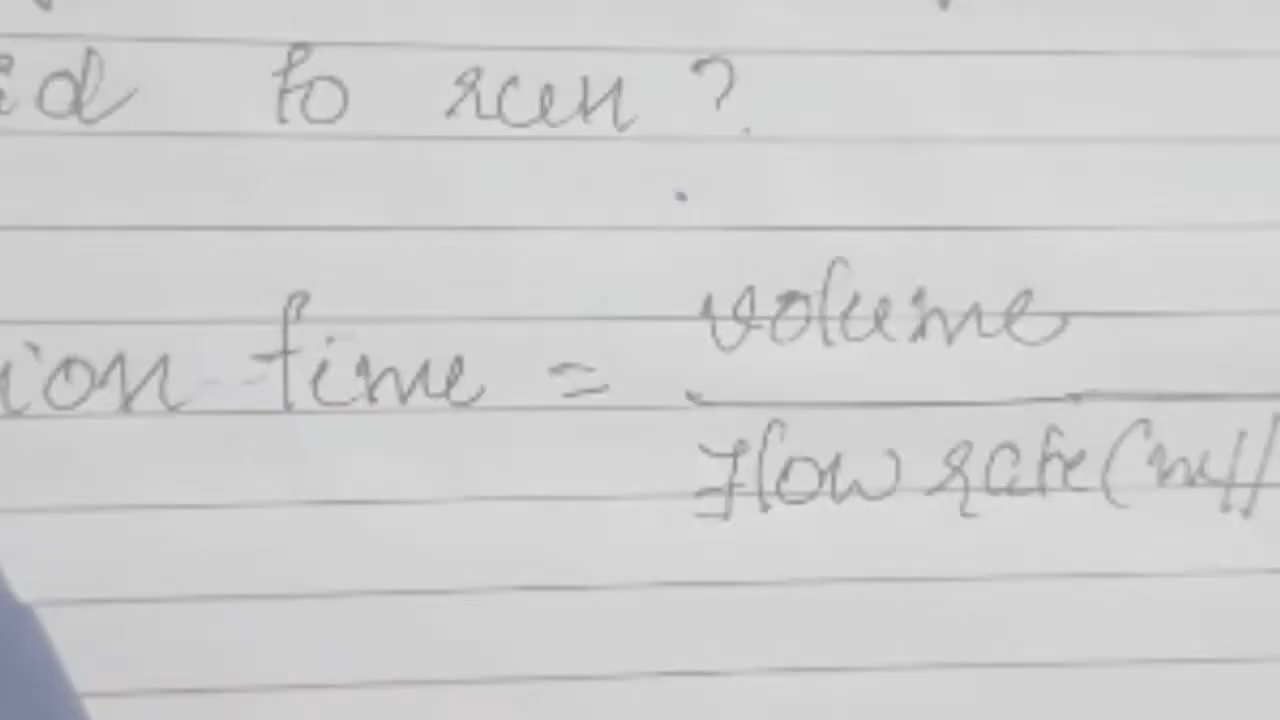 id to run?
ion time = volume
Flow rate (ml/